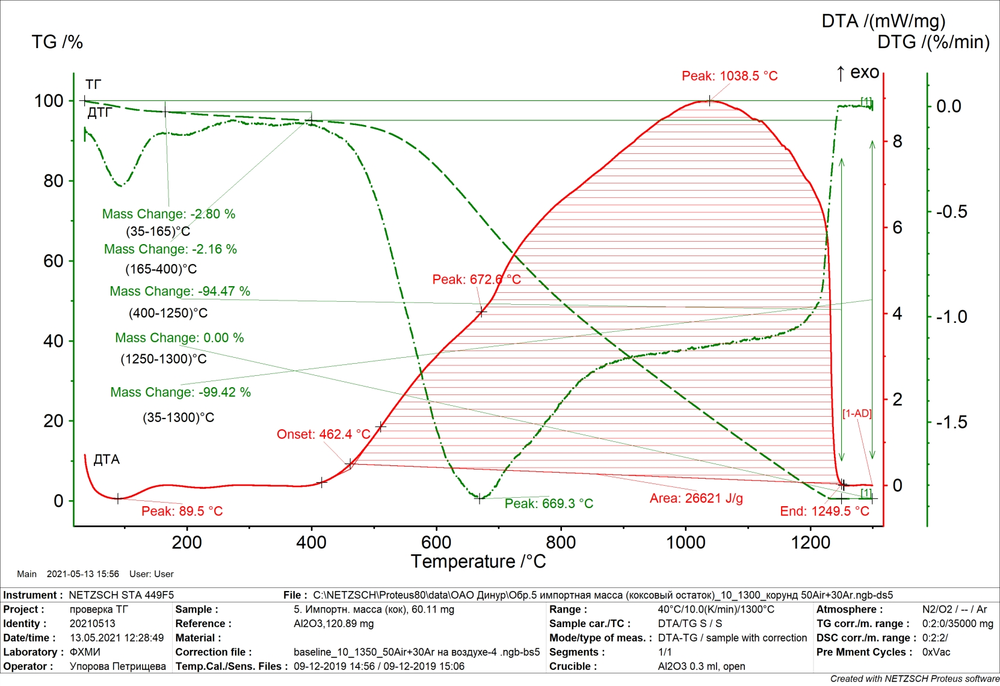 DTA /(mW/mg)
TG /%
DTG /(%/min)
Peak: 1038.5 °C
↑ exo
ТГ
100
[1]
0.0
ДТГ
8
80
Mass Change: -2.80 %
-0.5
(35-165)°C
6
Mass Change: -2.16 %
60
(165-400)°C
Peak: 672.6 °C
Mass Change: -94.47 %
(400-1250)°C
4
-1.0
Mass Change: 0.00 %
40
(1250-1300)°C
Mass Change: -99.42 %
2
(35-1300)°C
[1-AD]
20
-1.5
Onset: 462.4 °C
ДТА
0
[1]
Area: 26621 J/g
0
Peak: 669.3 °C
Peak: 89.5 °C
End: 1249.5 °C
200 400 600 800 1000 1200
Temperature /°C
Main 2021-05-13 15:56 User: User
Instrument : NETZSCH STA 449F5 File : C:\NETZSCH\Proteus80\data\ОАО Динур\Обр.5 импортная масса (коксовый остаток)_10_1300_корунд 50Air+30Ar.ngb-ds5
Project : проверка ТГ Sample : 5. Импортн. масса (кок), 60.11 mg Range : 40°C/10.0(K/min)/1300°C Atmosphere : N2/O2 / -- / Ar
Identity : 20210513 Reference : Al2O3,120.89 mg Sample car./TC : DTA/TG S / S TG corr./m. range : 0:2:0/35000 mg
Date/time : 13.05.2021 12:28:49 Material : Mode/type of meas. : DTA-TG / sample with correction DSC corr./m. range : 0:2:2/
Laboratory : ФХМИ Correction file : baseline_10_1350_50Air+30Ar на воздухе-4 .ngb-bs5 Segments : 1/1 Pre Mment Cycles : 0xVac
Operator : Упорова Петрищева Temp.Cal./Sens. Files : 09-12-2019 14:56 / 09-12-2019 15:06 Crucible : Al2O3 0.3 ml, open
Created with NETZSCH Proteus software